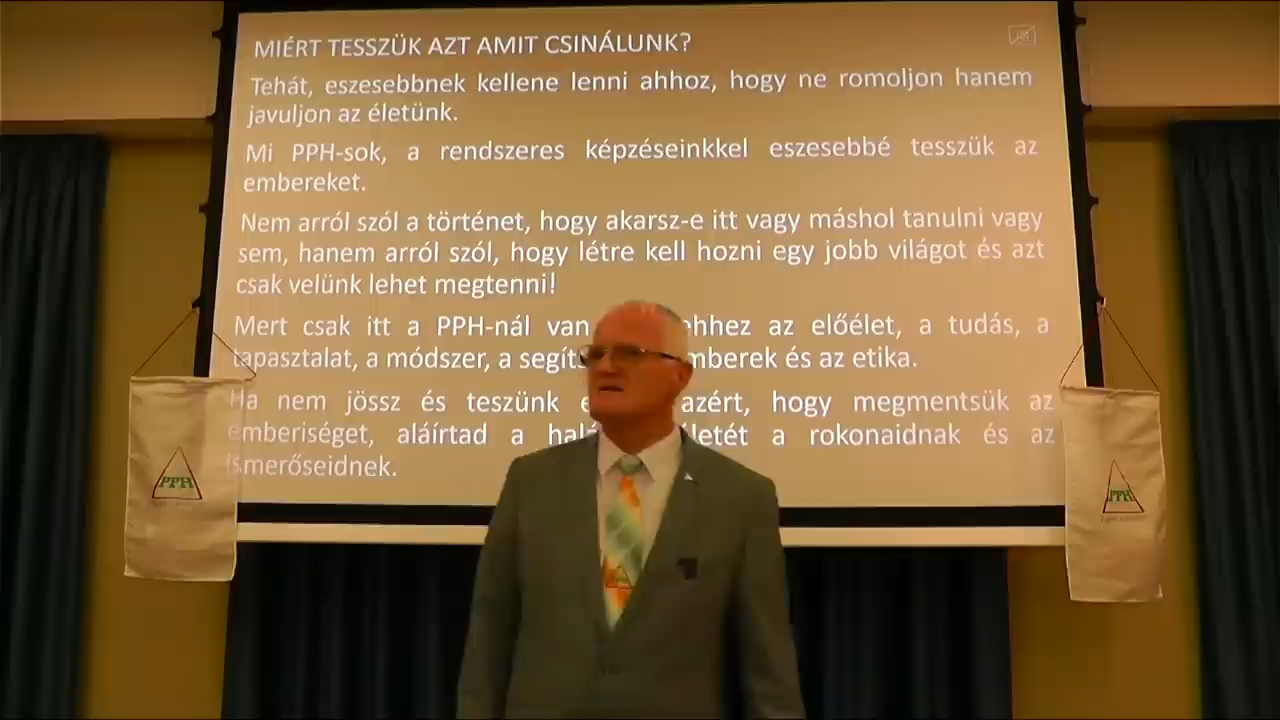 MIÉRT TESSZÜK AZT AMIT CSINÁLUNK?
Tehát, eszesebbnek kellene lenni ahhoz, hogy ne romoljon hanem
javuljon az életünk.
Mi PPH-sok, a rendszeres képzéseinkkel eszesebbé tesszük az
embereket.
Nem arról szól a történet, hogy akarsz-e itt vagy máshol tanulni vagy
sem, hanem arról szól, hogy létre kell hozni egy jobb világot és azt
csak velünk lehet megtenni!
Mert csak itt a PPH-nál van ehhez az előélet, a tudás, a
tapasztalat, a módszer, a és az etika.
Ha nem jössz és teszünk azért, hogy megmentsük az
emberiséget, aláírtad a a rokonaidnak és az
ismerőseidnek.
PPH
PPH